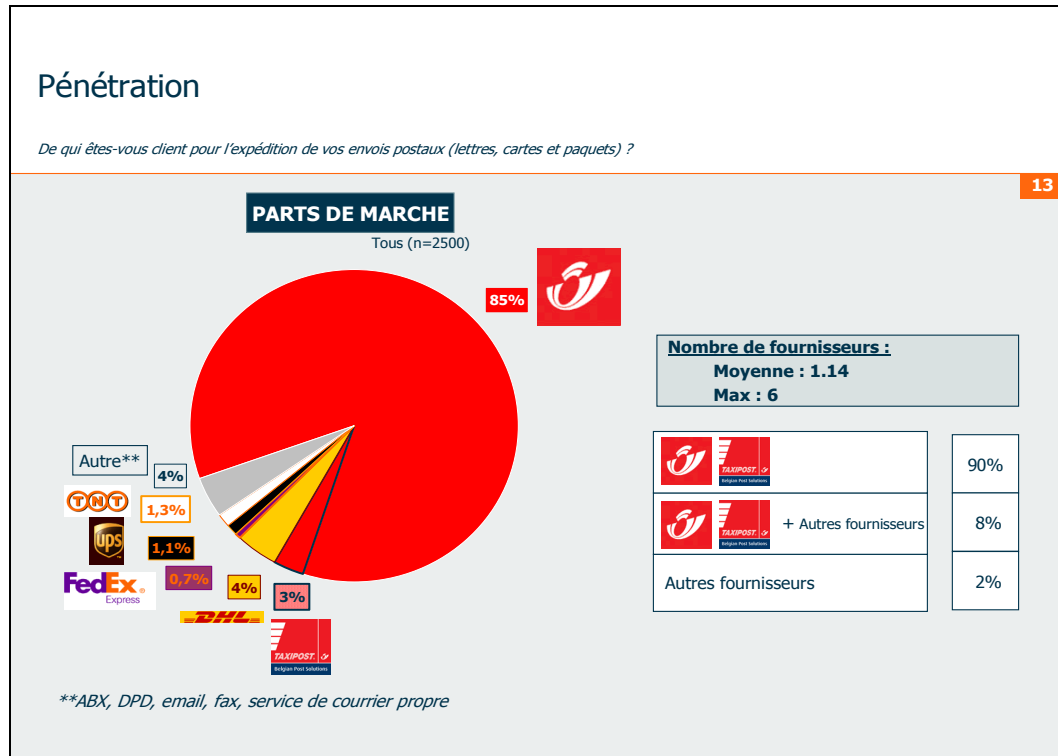 Pénétration
De qui êtes-vous client pour l'expédition de vos envois postaux (lettres, cartes et paquets) ?
13
PARTS DE MARCHE
Tous (n=2500)
85%
Nombre de fournisseurs :
Moyenne : 1.14
Max : 6
Autre**
4%
TNT
1,3%
ups
1,1%
FedEx
Express
0,7%
4%
3%
DHL
TAXIPOST.
Belgian Post Solutions
TAXIPOST.
Belgian Post Solutions
90%
TAXIPOST.
Belgian Post Solutions
+ Autres fournisseurs
8%
Autres fournisseurs
2%
**ABX, DPD, email, fax, service de courrier propre